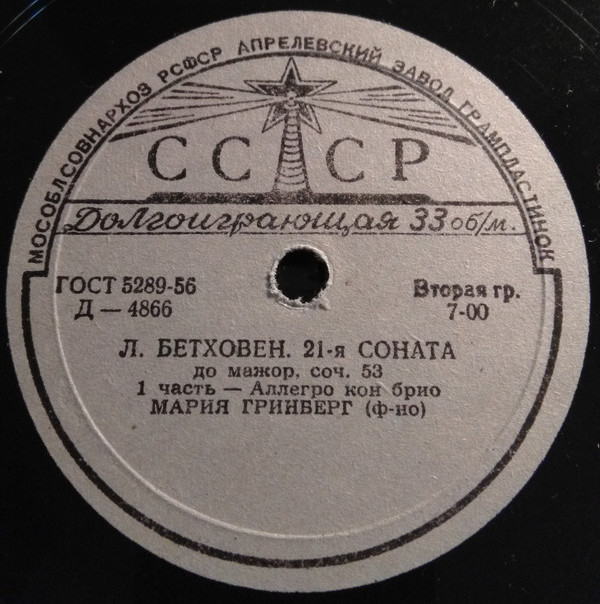 МОСОБЛСОВНАРХОЗ РСФСР АПРЕЛЕВСКИЙ ЗАВОД ГРАМПЛАСТИНОК
СССР
Долгоиграющая 33 об/м.
ГОСТ 5289-56
Д — 4866
Вторая гр.
7-00
Л. БЕТХОВЕН. 21-я СОНАТА
до мажор, соч. 53
1 часть — Аллегро кон брио
МАРИЯ ГРИНБЕРГ (ф-но)